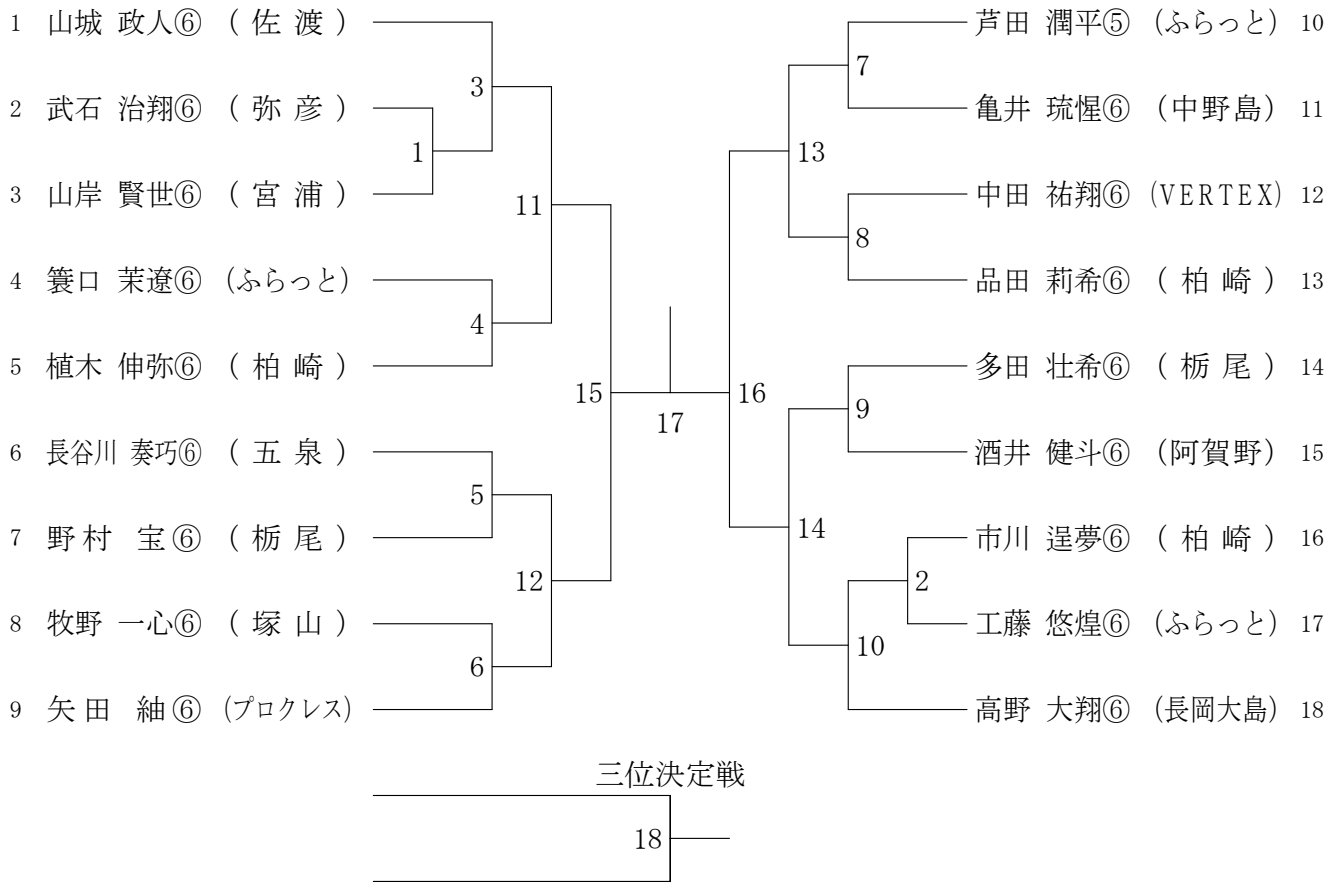 1 山城 政人⑥ (佐渡)
2 武石 治翔⑥ (弥彦)
3 山岸 賢世⑥ (宮浦)
4 簑口 茉遼⑥ (ふらっと)
5 植木 伸弥⑥ (柏崎)
6 長谷川 奏巧⑥ (五泉)
7 野村 宝⑥ (栃尾)
8 牧野 一心⑥ (塚山)
9 矢田 紬⑥ (プロクレス)
3
1
11
4
15
5
12
6
17
芦田 潤平⑤ (ふらっと) 10
亀井 琉惺⑥ (中野島) 11
中田 祐翔⑥ (VERTEX) 12
品田 莉希⑥ (柏崎) 13
多田 壮希⑥ (栃尾) 14
酒井 健斗⑥ (阿賀野) 15
市川 逞夢⑥ (柏崎) 16
工藤 悠煌⑥ (ふらっと) 17
高野 大翔⑥ (長岡大島) 18
7
13
8
16
9
14
2
10
三位決定戦
18